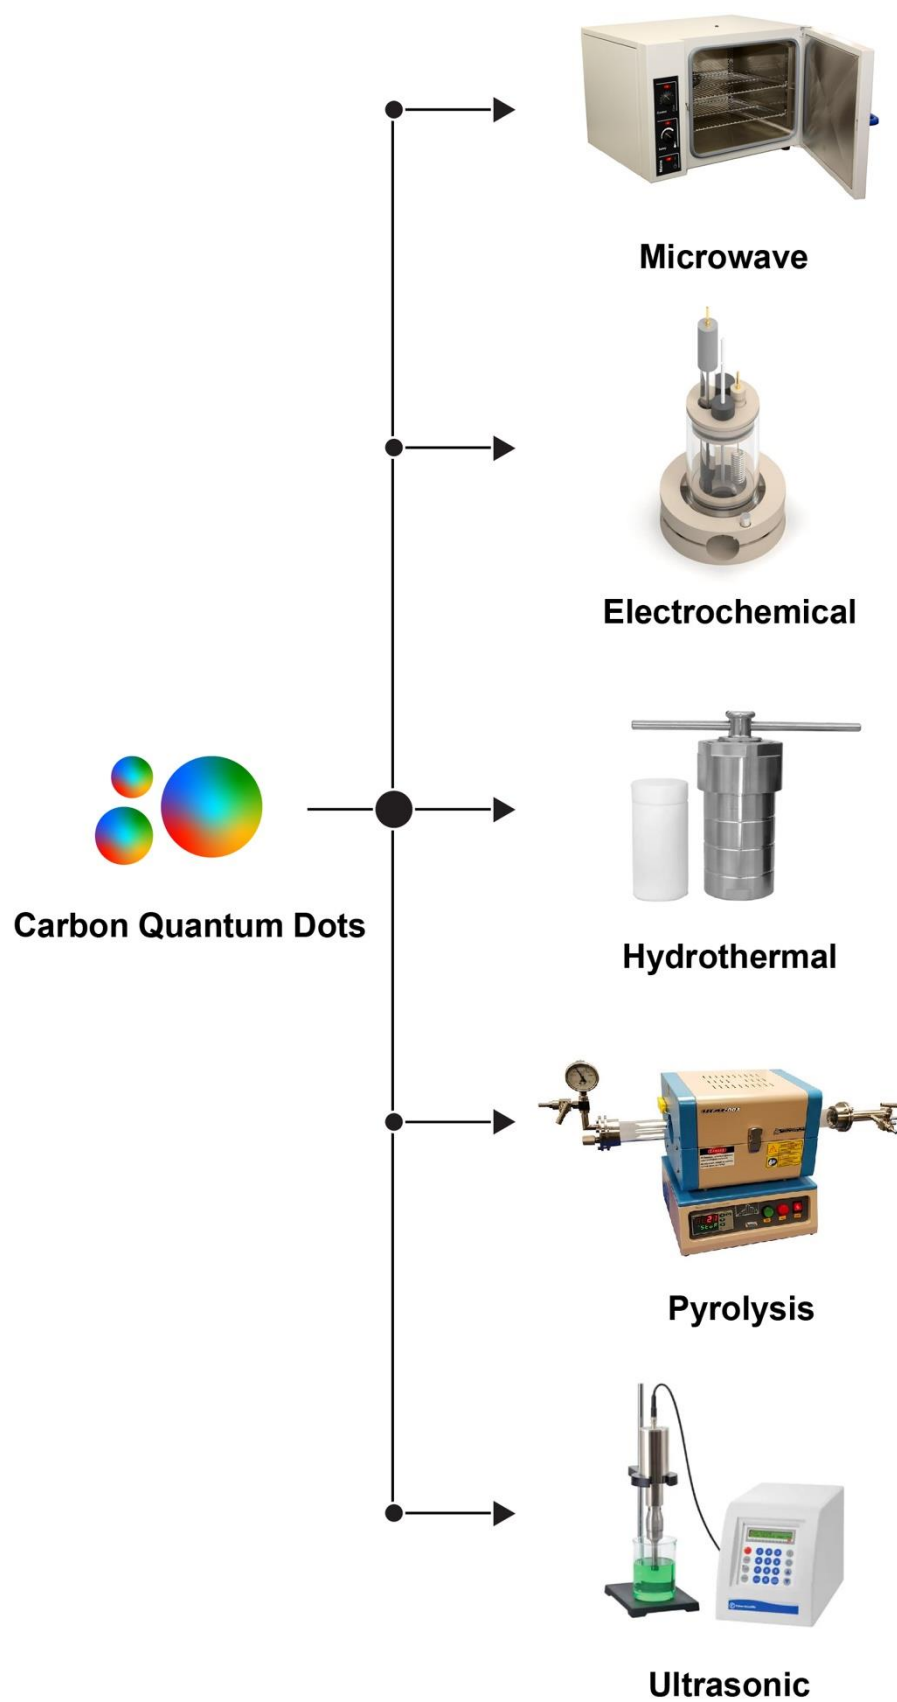 Microwave
Electrochemical
Carbon Quantum Dots
Hydrothermal
Pyrolysis
Ultrasonic